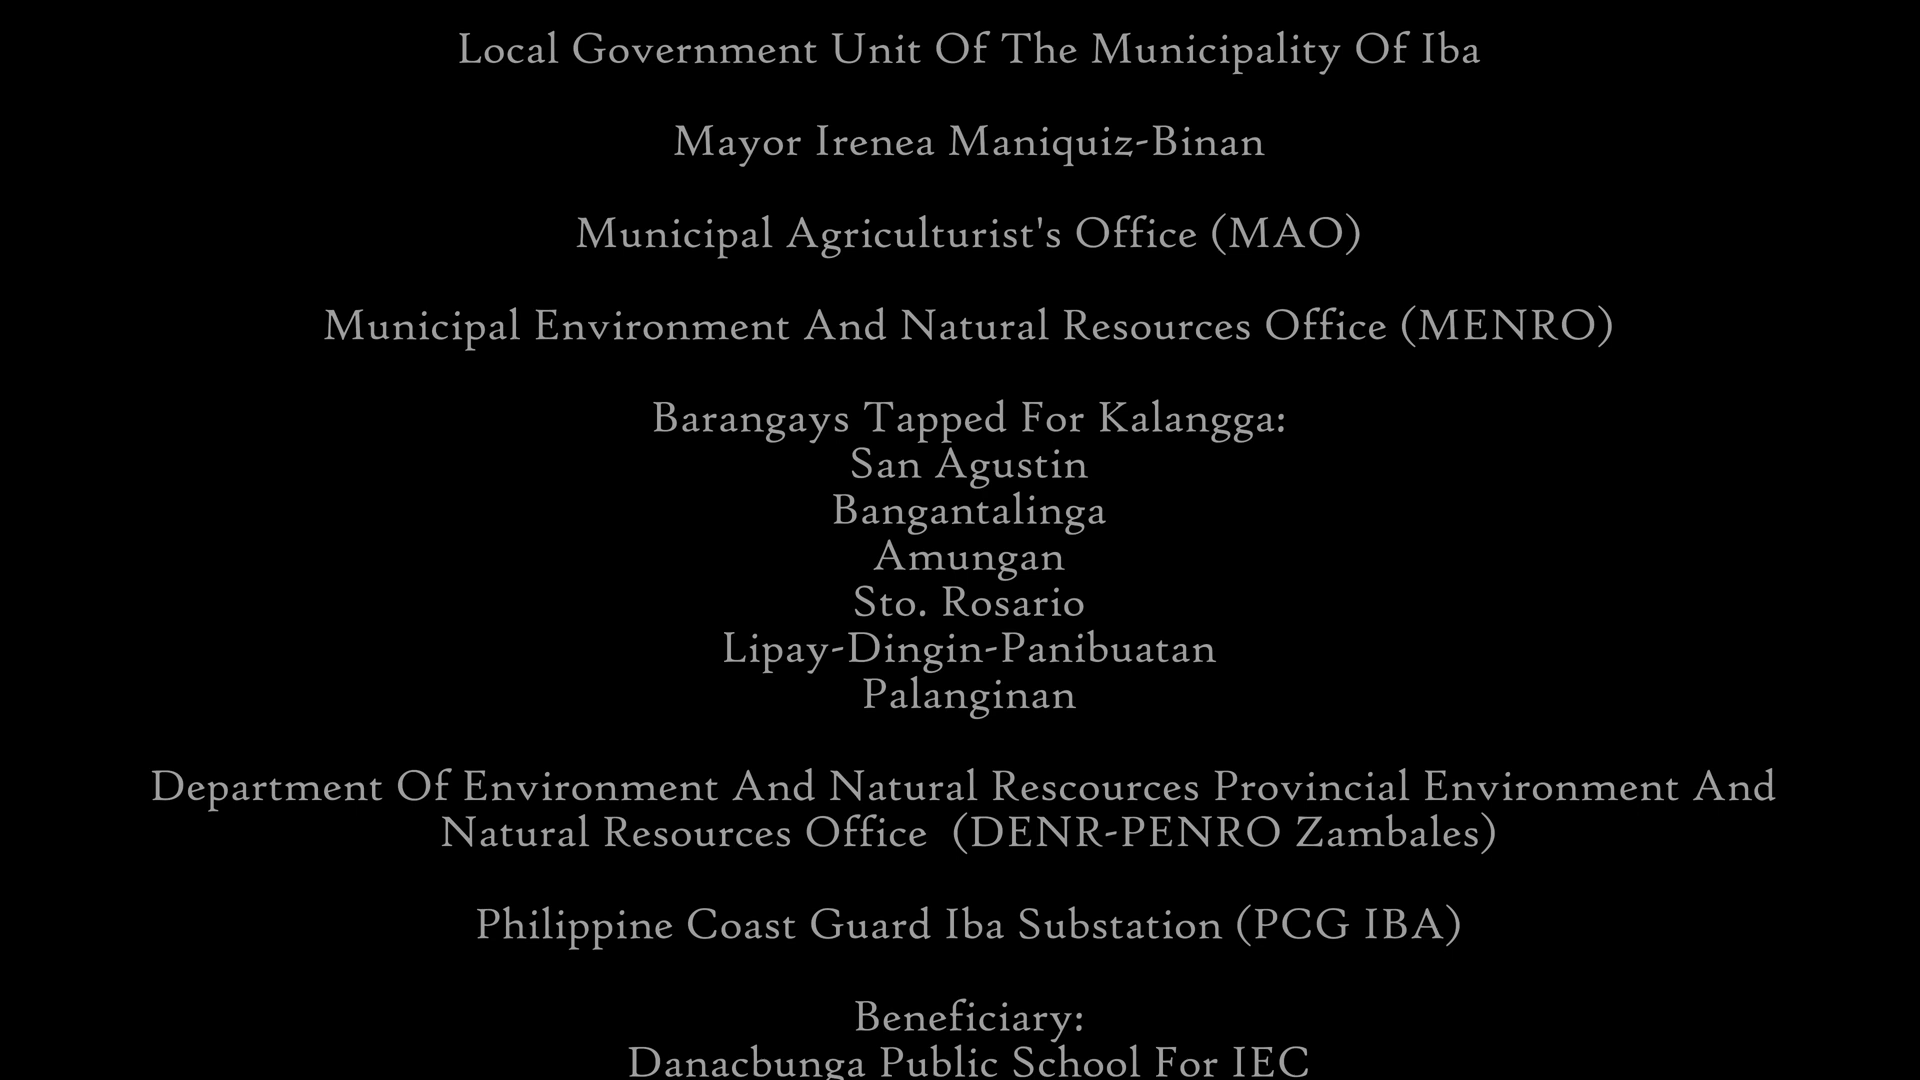 Local Government Unit Of The Municipality Of Iba
Mayor Irenea Maniquiz-Binan
Municipal Agriculturist's Office (MAO)
Municipal Environment And Natural Resources Office (MENRO)
Barangays Tapped For Kalangga:
San Agustin
Bangantalinga
Amungan
Sto. Rosario
Lipay-Dingin-Panibuatan
Palanginan
Department Of Environment And Natural Rescources Provincial Environment And
Natural Resources Office  (DENR-PENRO Zambales)
Philippine Coast Guard Iba Substation (PCG IBA)
Beneficiary:
Danacbunga Public School For IEC